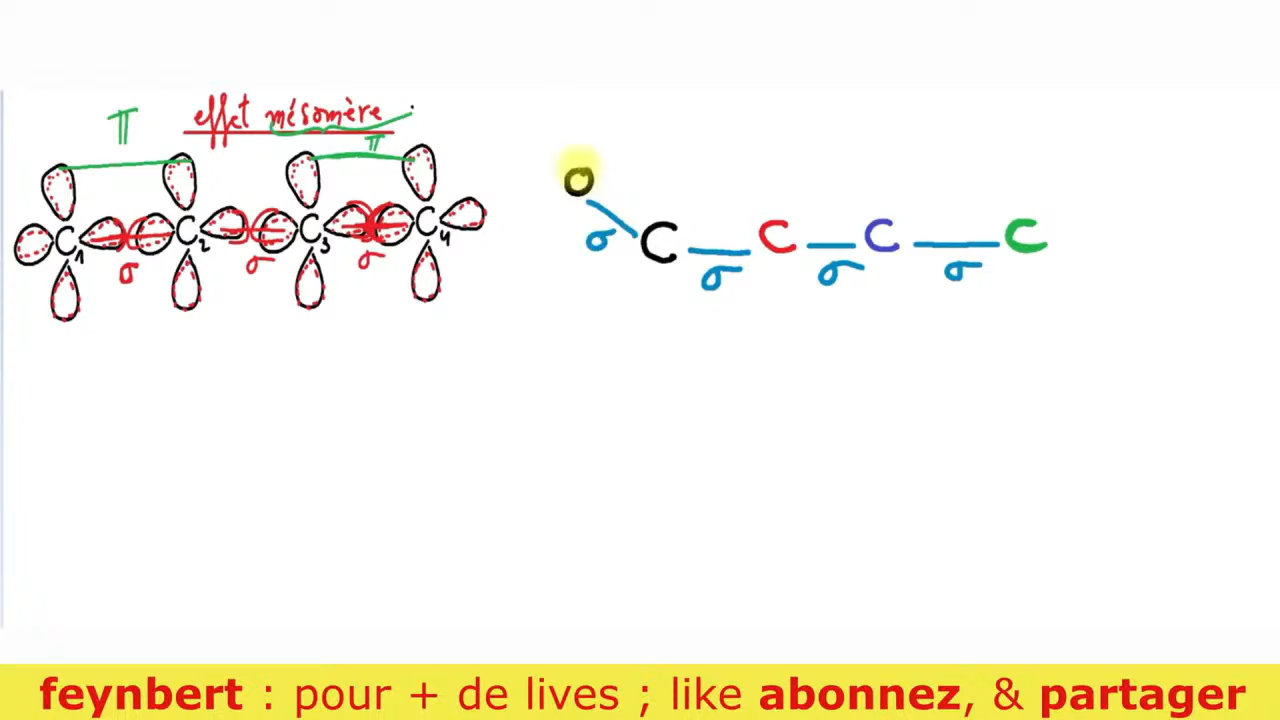 π effet mésomère
π
C1 C2 C3 C4
σ σ σ
O
σ C C C C
σ σ σ
feynbert : pour + de lives ; like abonnez, & partager